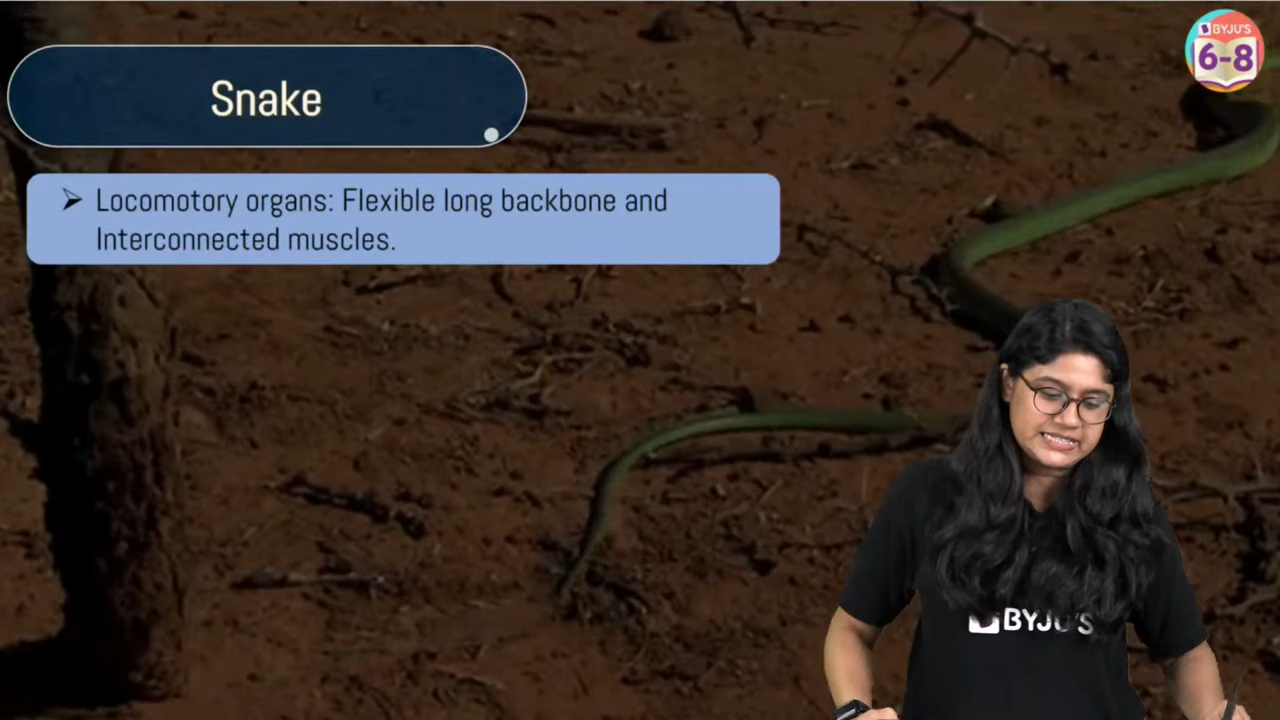 BYJU'S
6-8
Snake
➢ Locomotory organs: Flexible long backbone and
Interconnected muscles.
BYJU'S